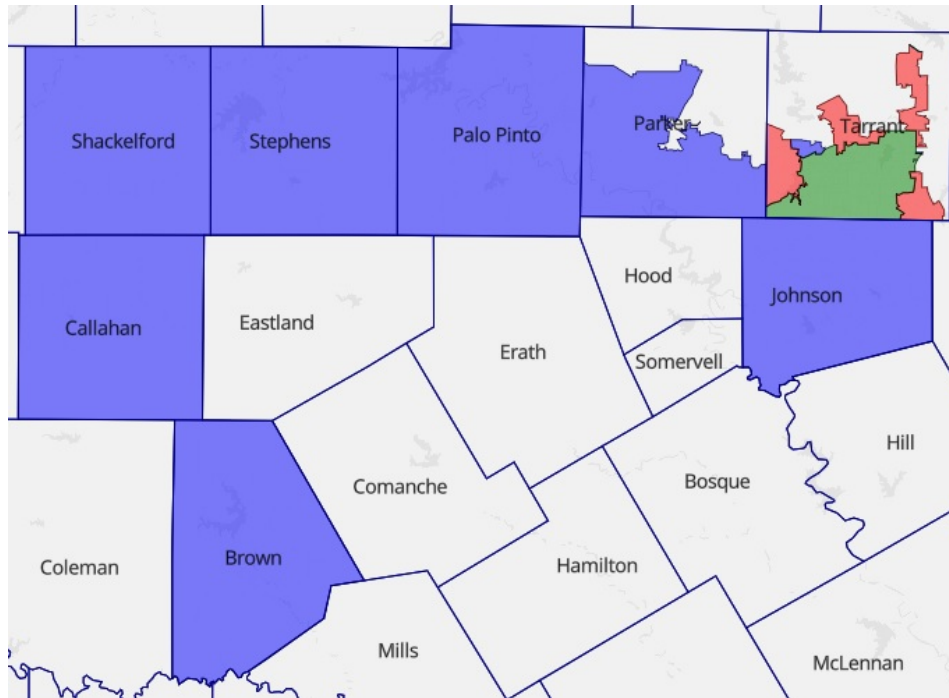 Shackelford
Stephens
Palo Pinto
Parker
Tarrant
Callahan
Eastland
Erath
Hood
Johnson
Somervell
Comanche
Bosque
Hill
Coleman
Brown
Hamilton
Mills
McLennan